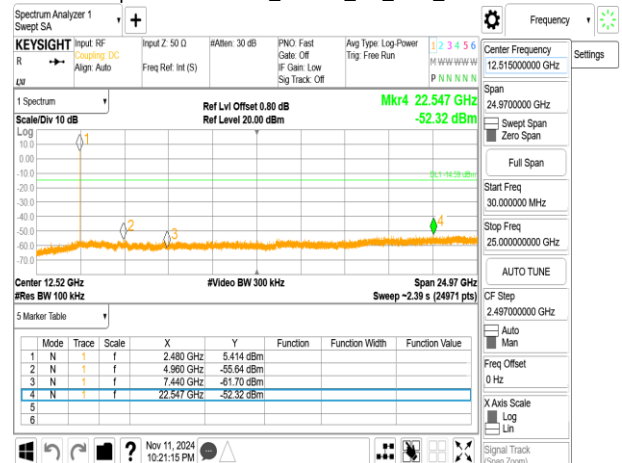 Spectrum Analyzer 1
Swept SA
Frequency
KEYSIGHT
R
Input: RF
Coupling: DC
Align: Auto
Input Z: 50 Ω
Freq Ref: Int (S)
#Atten: 30 dB
PNO: Fast
Gate: Off
IF Gain: Low
Sig Track: Off
Avg Type: Log-Power
Trig: Free Run
1 2 3 4 5 6
M W W W W W
P N N N N N
Settings
1 Spectrum
Scale/Div 10 dB
Log
Ref Lvl Offset 0.80 dB
Ref Level 20.00 dBm
Mkr4 22.547 GHz
-52.32 dBm
10.0
0.00
-10.0
-20.0
-30.0
-40.0
-50.0
-60.0
-70.0
1
2
3
4
DL1 -14.59 dBm
Center 12.52 GHz
#Res BW 100 kHz
#Video BW 300 kHz
Span 24.97 GHz
Sweep ~2.39 s (24971 pts)
5 Marker Table
Mode Trace Scale X Y Function Function Width Function Value
1 N 1 f 2.480 GHz 5.414 dBm
2 N 1 f 4.960 GHz -55.64 dBm
3 N 1 f 7.440 GHz -61.70 dBm
4 N 1 f 22.547 GHz -52.32 dBm
5
6
Nov 11, 2024
10:21:15 PM
?
Center Frequency
12.515000000 GHz
Span
24.9700000 GHz
Swept Span
Zero Span
Full Span
Start Freq
30.000000 MHz
Stop Freq
25.000000000 GHz
AUTO TUNE
CF Step
2.497000000 GHz
Auto
Man
Freq Offset
0 Hz
X Axis Scale
Log
Lin
Signal Track
(Span Zoom)